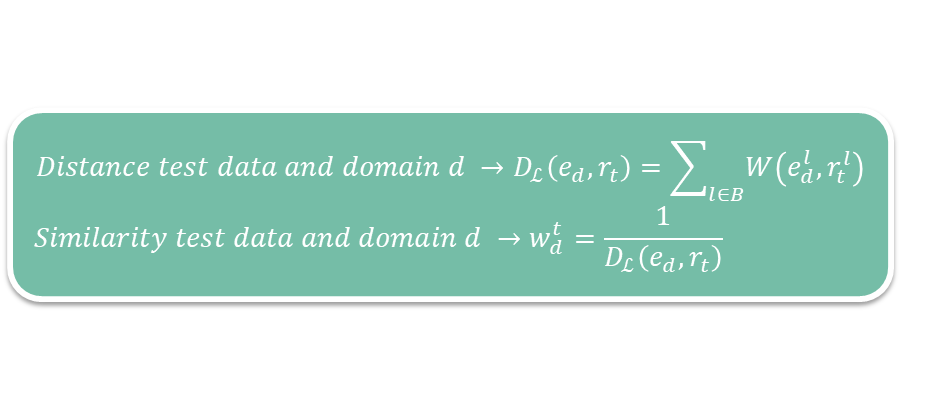 Distance test data and domain d → D_ℒ(e_d, r_t) = ∑_{l∈B} W(e_d^l, r_t^l)
Similarity test data and domain d → w_d^t = 1 / D_ℒ(e_d, r_t)